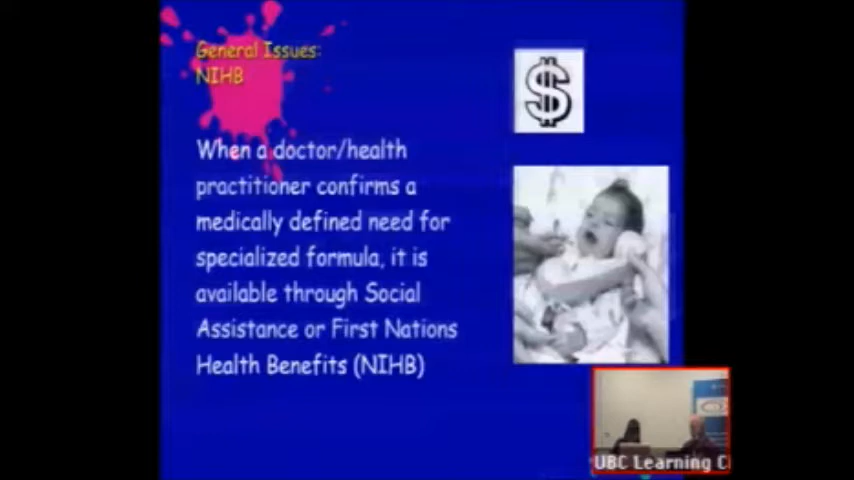 General Issues:
NIHB
$
When a doctor/health
practitioner confirms a
medically defined need for
specialized formula, it is
available through Social
Assistance or First Nations
Health Benefits (NIHB)
UBC Learning C